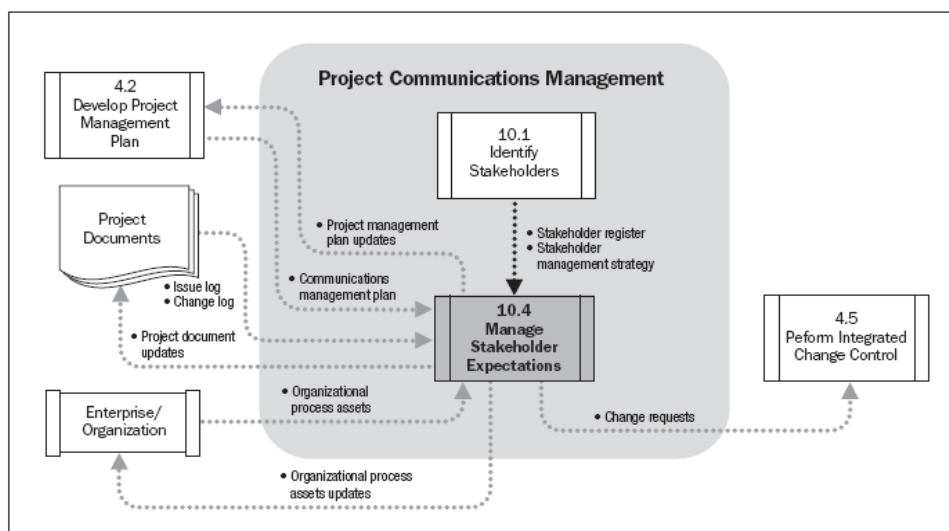 Project Communications Management
4.2
Develop Project
Management
Plan
10.1
Identify
Stakeholders
Project
Documents
• Project management
plan updates
• Stakeholder register
• Stakeholder
management strategy
• Issue log
• Change log
• Communications
management plan
10.4
Manage
Stakeholder
Expectations
4.5
Peform Integrated
Change Control
• Project document
updates
Enterprise/
Organization
• Organizational
process assets
• Change requests
• Organizational process
assets updates